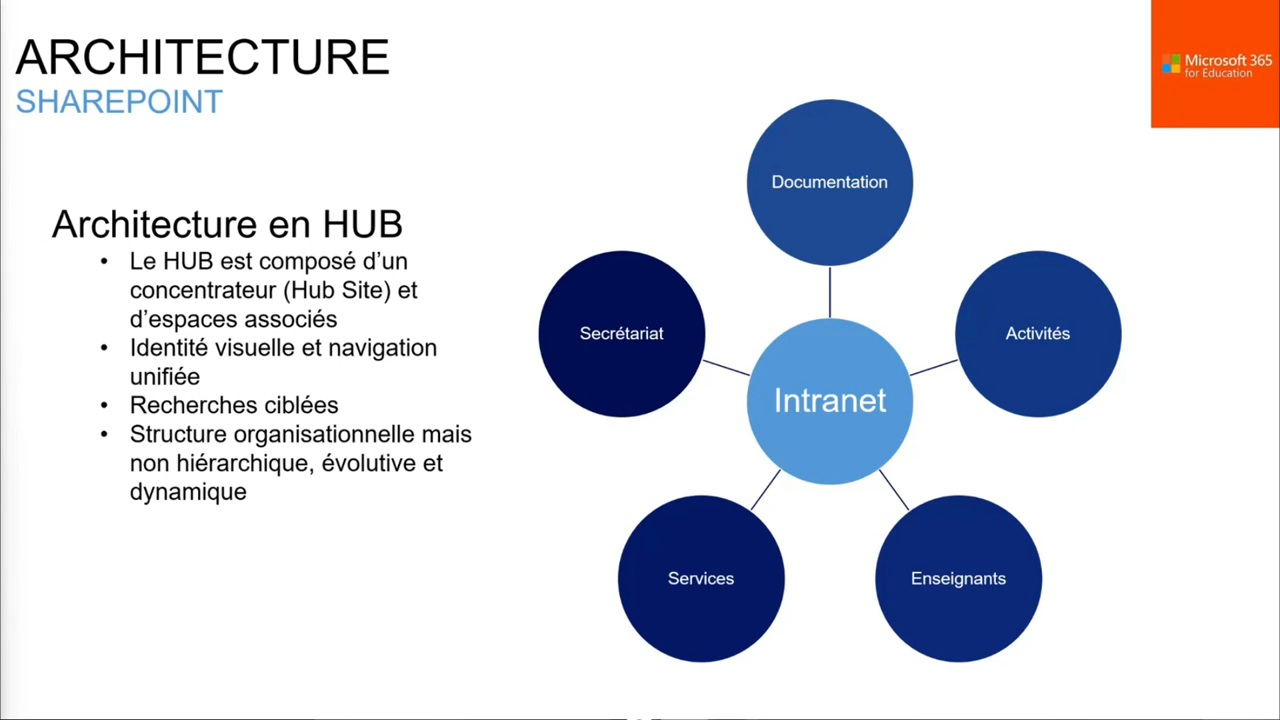 ARCHITECTURE
SHAREPOINT
Microsoft 365
for Education
Architecture en HUB
• Le HUB est composé d’un
concentrateur (Hub Site) et
d’espaces associés
• Identité visuelle et navigation
unifiée
• Recherches ciblées
• Structure organisationnelle mais
non hiérarchique, évolutive et
dynamique
Documentation
Secrétariat
Activités
Intranet
Services
Enseignants